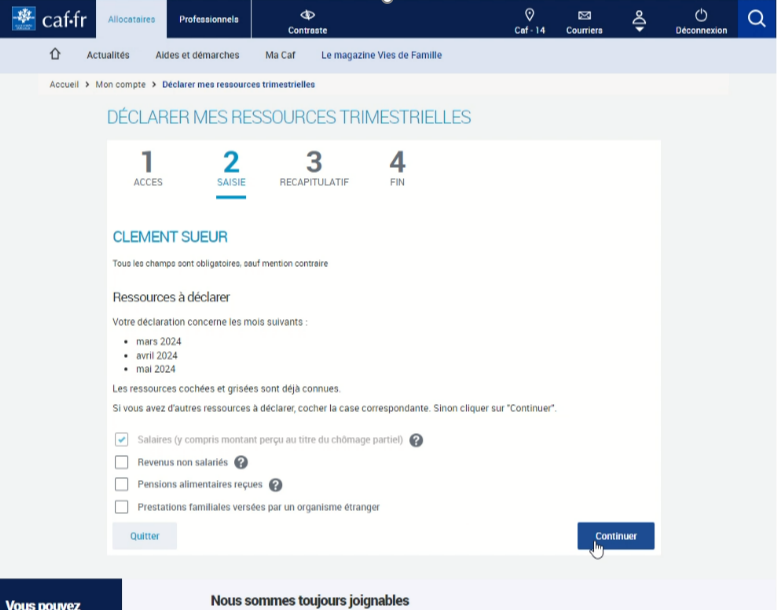 caf.fr
Allocataires
Professionnels
Contraste
Caf - 14
Courriers
Déconnexion
Actualités
Aides et démarches
Ma Caf
Le magazine Vies de Famille
Accueil > Mon compte > Déclarer mes ressources trimestrielles
DÉCLARER MES RESSOURCES TRIMESTRIELLES
1
ACCES
2
SAISIE
3
RECAPITULATIF
4
FIN
CLEMENT SUEUR
Tous les champs sont obligatoires, sauf mention contraire
Ressources à déclarer
Votre déclaration concerne les mois suivants :
• mars 2024
• avril 2024
• mai 2024
Les ressources cochées et grisées sont déjà connues.
Si vous avez d'autres ressources à déclarer, cocher la case correspondante. Sinon cliquer sur "Continuer".
Salaires (y compris montant perçu au titre du chômage partiel) ?
Revenus non salariés ?
Pensions alimentaires reçues ?
Prestations familiales versées par un organisme étranger
Quitter
Continuer
Vous pouvez
Nous sommes toujours joignables